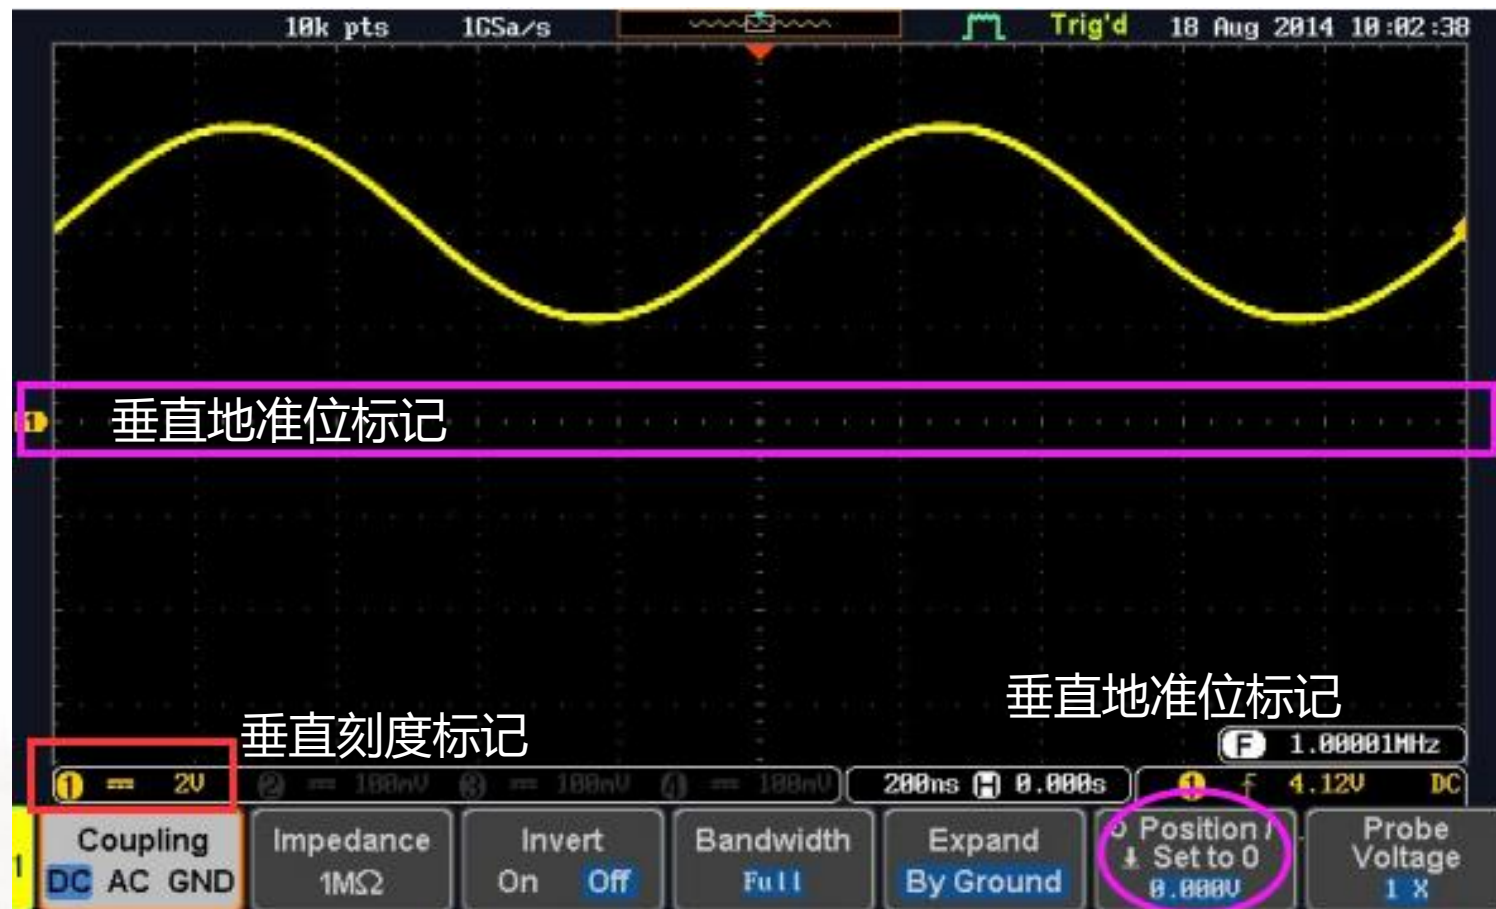 10k pts 1GSa/s Trig'd 18 Aug 2014 10:02:38
1 垂直地准位标记
垂直地准位标记
垂直刻度标记
F 1.00001MHz
1 2V 2 100mV 3 100mV 4 100mV 200ns H 0.000s 1 4.12V DC
1
Coupling
DC AC GND
Impedance
1MΩ
Invert
On Off
Bandwidth
Full
Expand
By Ground
Position /
Set to 0
0.000V
Probe
Voltage
1 X